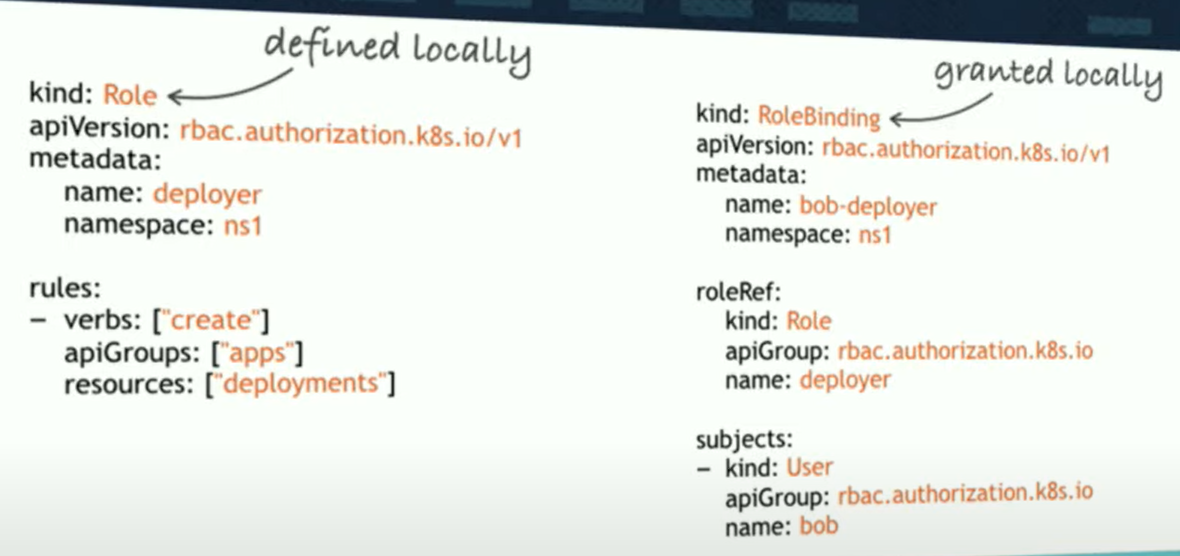 defined locally
kind: Role
apiVersion: rbac.authorization.k8s.io/v1
metadata:
name: deployer
namespace: ns1
rules:
– verbs: ["create"]
apiGroups: ["apps"]
resources: ["deployments"]
granted locally
kind: RoleBinding
apiVersion: rbac.authorization.k8s.io/v1
metadata:
name: bob-deployer
namespace: ns1
roleRef:
kind: Role
apiGroup: rbac.authorization.k8s.io
name: deployer
subjects:
– kind: User
apiGroup: rbac.authorization.k8s.io
name: bob